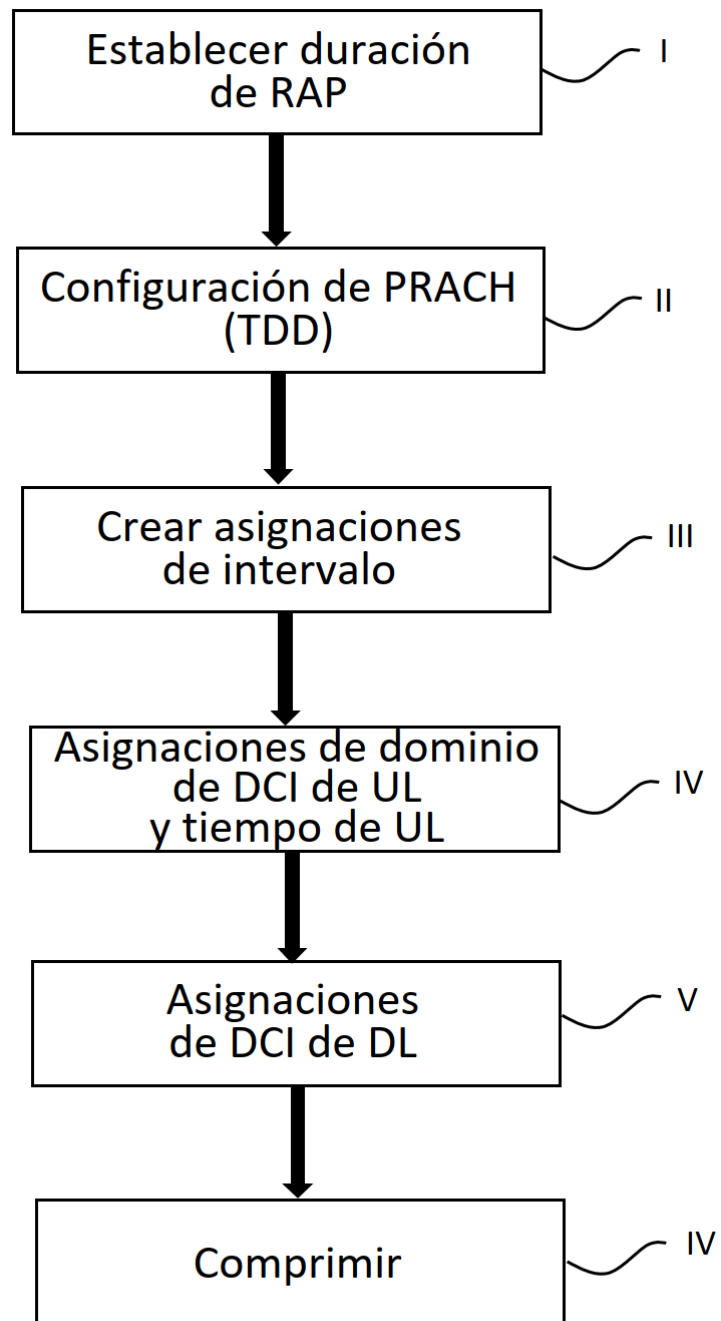 Establecer duración
de RAP
I
Configuración de PRACH
(TDD)
II
Crear asignaciones
de intervalo
III
Asignaciones de dominio
de DCI de UL
y tiempo de UL
IV
Asignaciones
de DCI de DL
V
Comprimir
IV